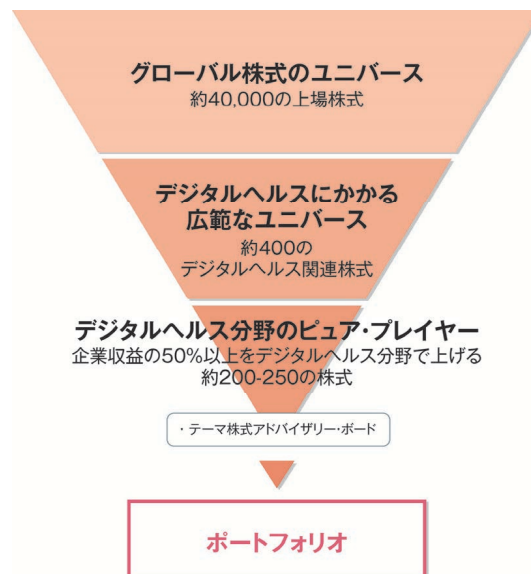 グローバル株式のユニバース
約40,000の上場株式
デジタルヘルスにかかる
広範なユニバース
約400の
デジタルヘルス関連株式
デジタルヘルス分野のピュア・プレイヤー
企業収益の50%以上をデジタルヘルス分野で上げる
約200-250の株式
・テーマ株式アドバイザリー・ボード
ポートフォリオ